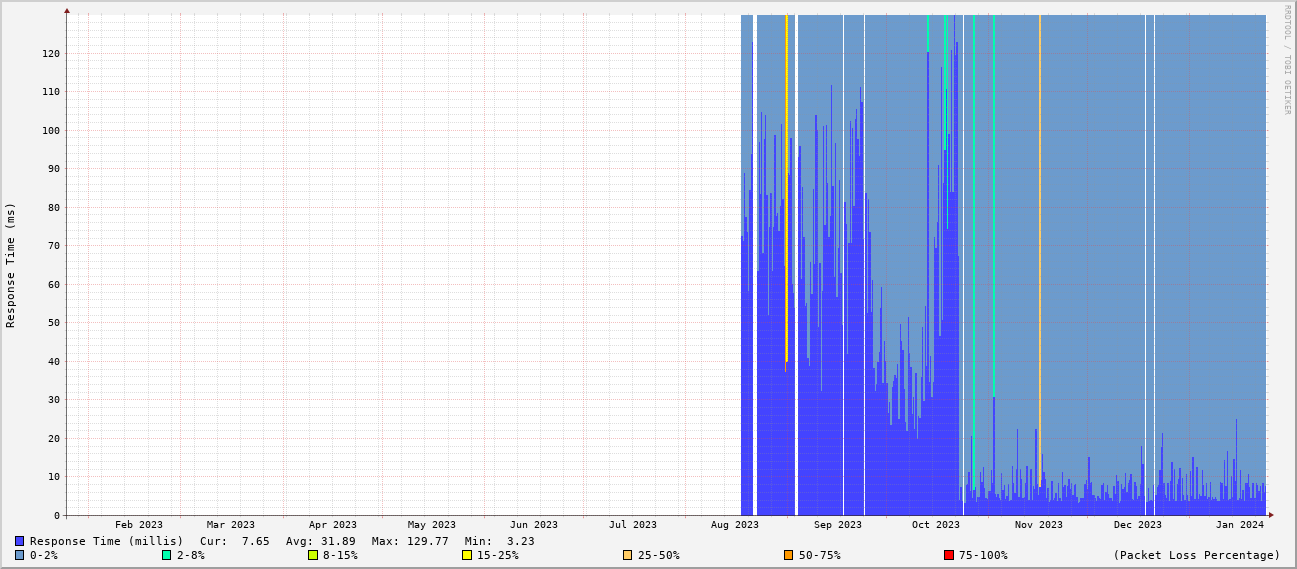 RRDTOOL / TOBI OETIKER
Response Time (ms)
120
110
100
90
80
70
60
50
40
30
20
10
0
Feb 2023 Mar 2023 Apr 2023 May 2023 Jun 2023 Jul 2023 Aug 2023 Sep 2023 Oct 2023 Nov 2023 Dec 2023 Jan 2024
Response Time (millis) Cur: 7.65 Avg: 31.89 Max: 129.77 Min: 3.23
0-2% 2-8% 8-15% 15-25% 25-50% 50-75% 75-100% (Packet Loss Percentage)